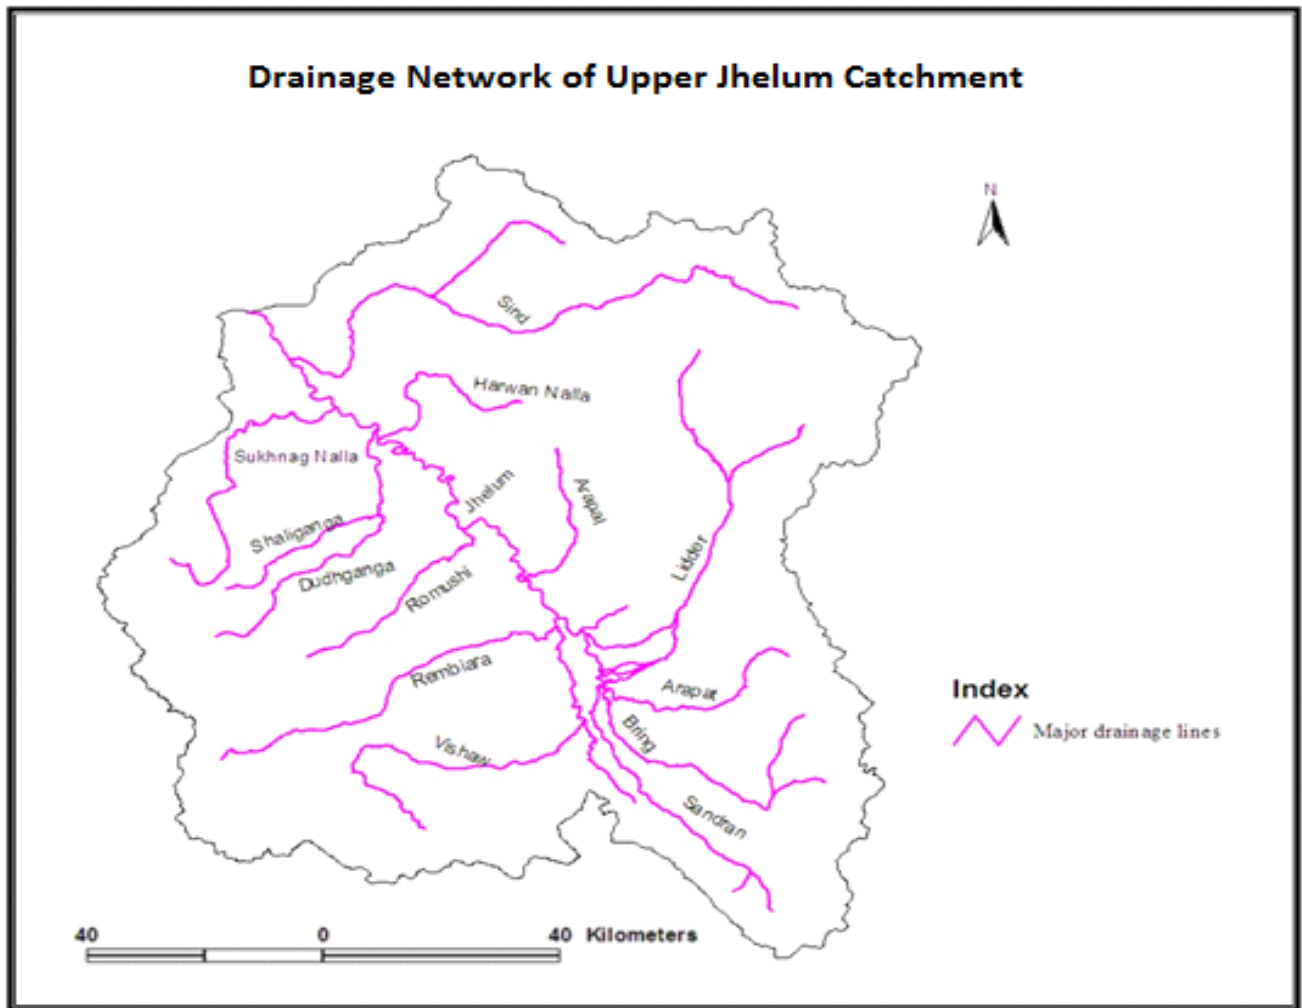 Drainage Network of Upper Jhelum Catchment
N
Sind
Harwan Nalla
Sukhnag Nalla
Jhelum
Arapal
Shaliganga
Lidder
Dudhganga
Romushi
Rembiara
Arapat
Index
Bring
Major drainage lines
Vishaw
Sandran
40 0 40 Kilometers